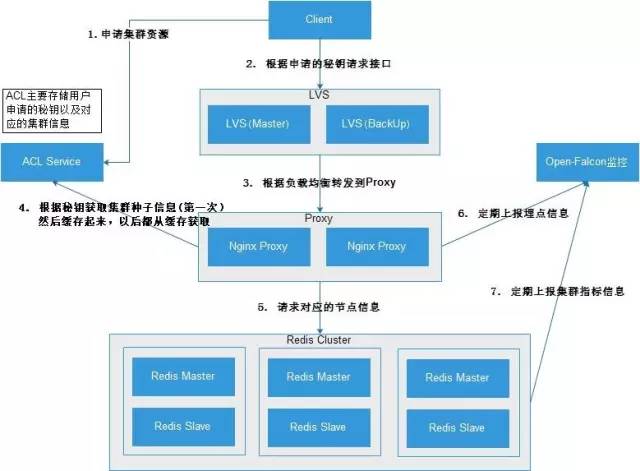 Client
1. 申请集群资源
2. 根据申请的秘钥请求接口
LVS
ACL主要存储用户
申请的秘钥以及对
应的集群信息
LVS(Master)
LVS(BackUp)
ACL Service
Open-Falcon监控
3. 根据负载均衡转发到Proxy
4. 根据秘钥获取集群种子信息(第一次)
然后缓存起来，以后都从缓存获取
Proxy
6. 定期上报埋点信息
Nginx Proxy
Nginx Proxy
7. 定期上报集群指标信息
5. 请求对应的节点信息
Redis Cluster
Redis Master
Redis Master
Redis Master
Redis Slave
Redis Slave
Redis Slave